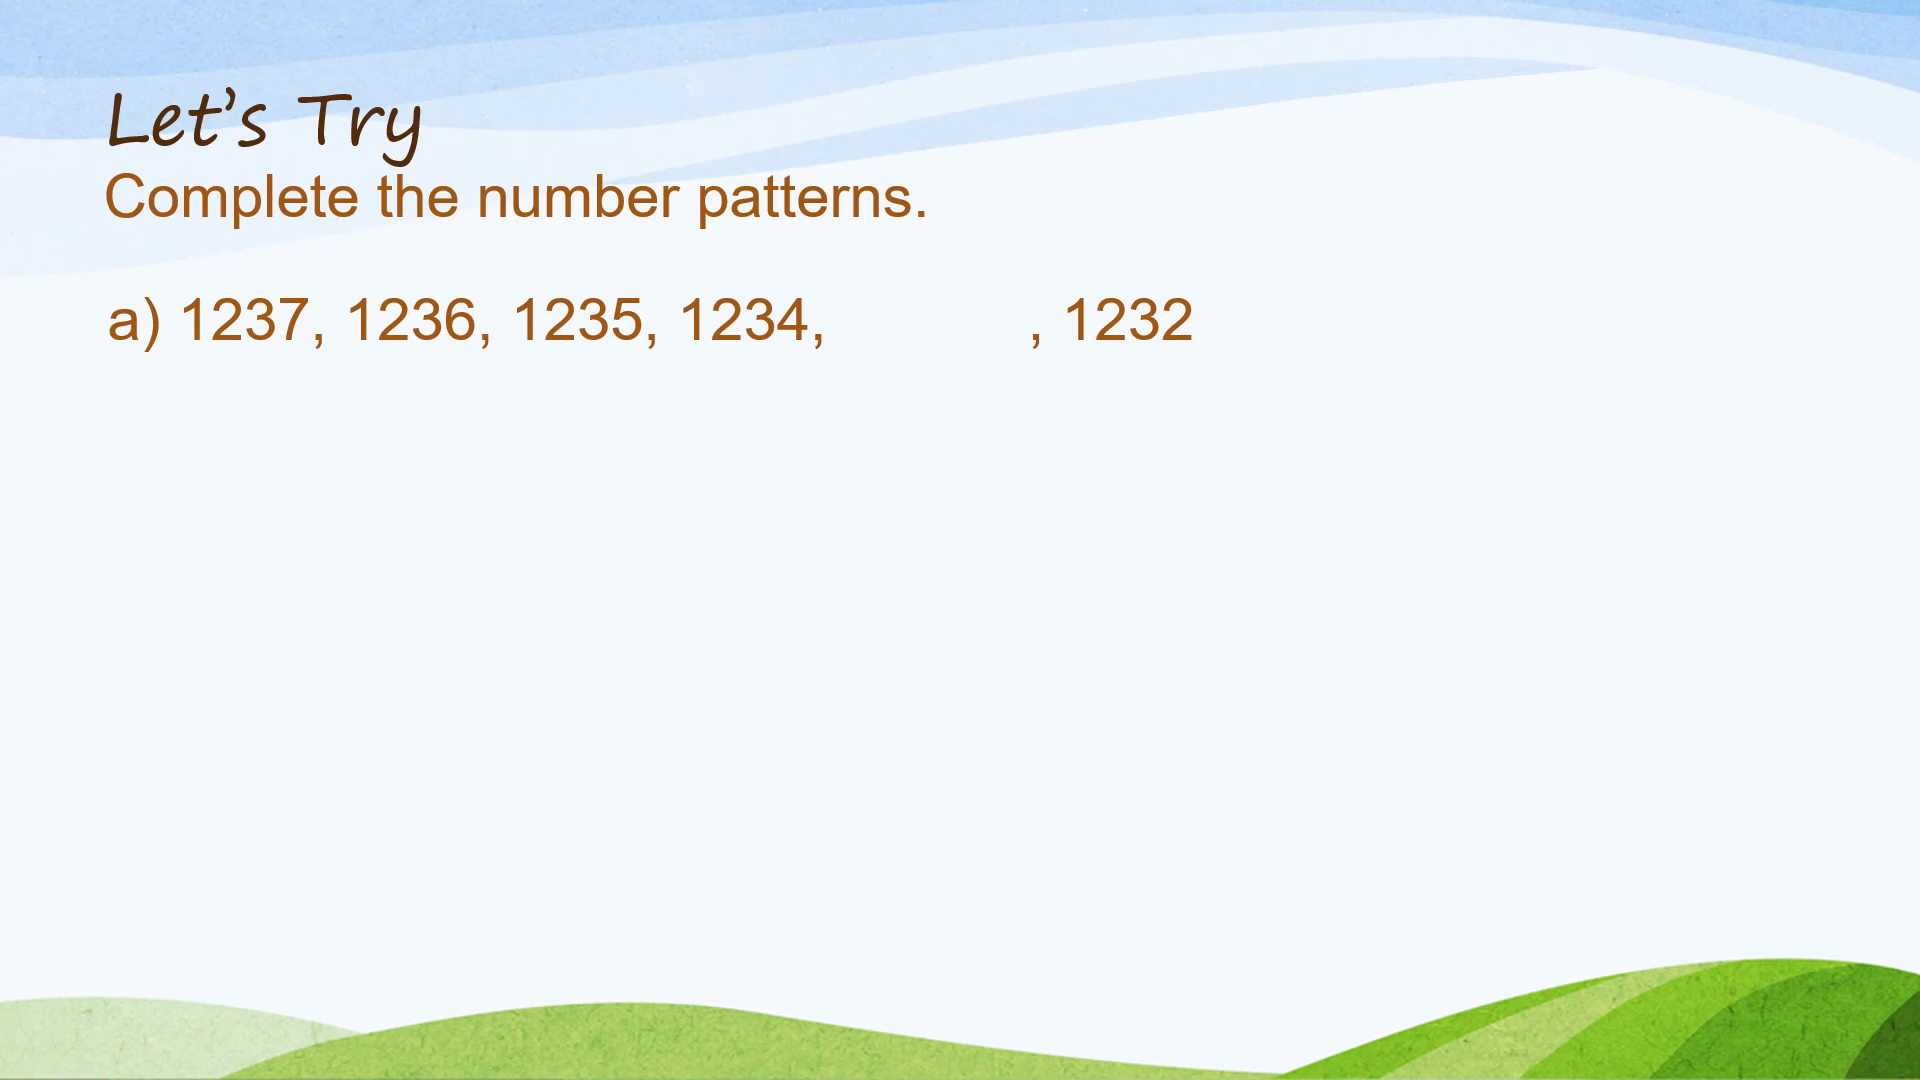 Let’s Try
Complete the number patterns.
a) 1237, 1236, 1235, 1234, , 1232